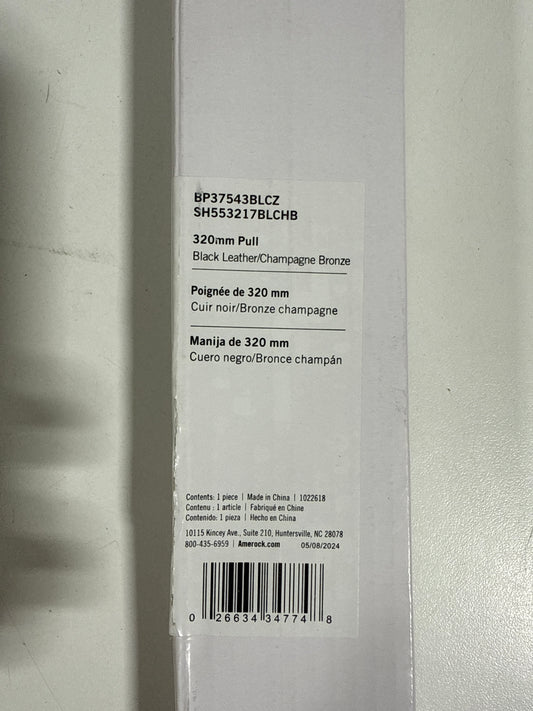 BP37543BLCZ
SH553217BLCHB
320mm Pull
Black Leather/Champagne Bronze
Poignée de 320 mm
Cuir noir/Bronze champagne
Manija de 320 mm
Cuero negro/Bronce champán
Contents: 1 piece | Made in China | 1022618
Contenu : 1 article | Fabriqué en Chine
Contenido: 1 pieza | Hecho en China
10115 Kincey Ave., Suite 210, Huntersville, NC 28078
800-435-6959 | Amerock.com 05/08/2024
0 26634 34774 8